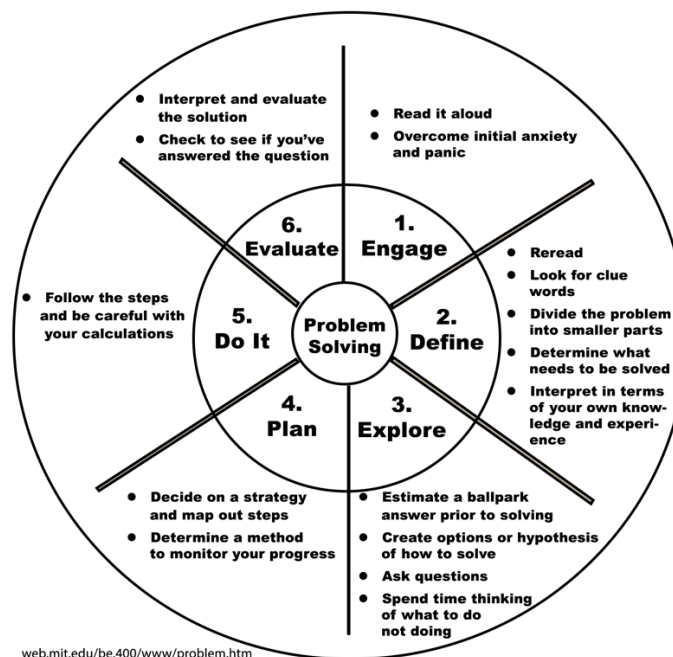 Problem
Solving
1.
Engage
● Read it aloud
● Overcome initial anxiety
and panic
2.
Define
● Reread
● Look for clue
words
● Divide the problem
into smaller parts
● Determine what
needs to be solved
● Interpret in terms
of your own know-
ledge and experi-
ence
3.
Explore
● Estimate a ballpark
answer prior to solving
● Create options or hypothesis
of how to solve
● Ask questions
● Spend time thinking
of what to do
not doing
4.
Plan
● Decide on a strategy
and map out steps
● Determine a method
to monitor your progress
5.
Do It
● Follow the steps
and be careful with
your calculations
6.
Evaluate
● Interpret and evaluate
the solution
● Check to see if you've
answered the question
web.mit.edu/be.400/www/problem.htm